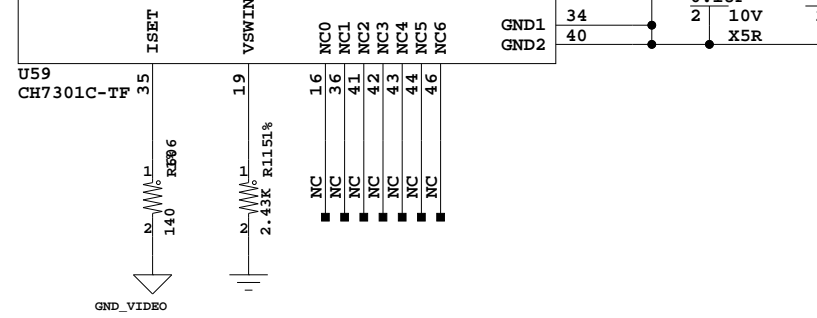 ISET
VSWIN
NC0
NC1
NC2
NC3
NC4
NC5
NC6
GND1
GND2
34
40
2
10V
X5R
U59
CH7301C-TF
35
19
16
36
41
42
43
44
46
1
140
2
1
R115
1%
2.43K
2
NC
NC
NC
NC
NC
NC
NC
GND_VIDEO